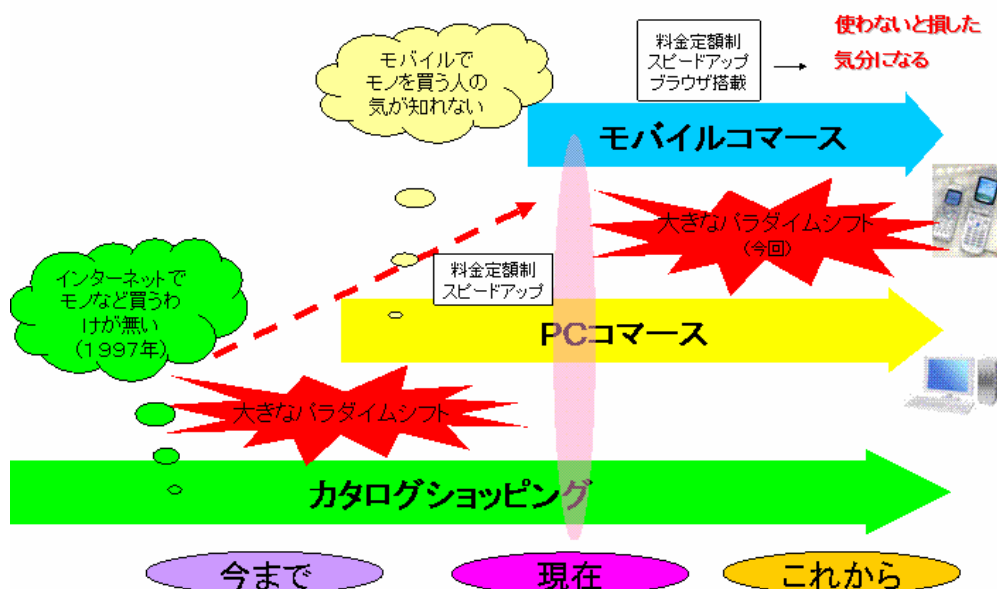 使わないと損した
気分になる
料金定額制
スピードアップ
ブラウザ搭載
モバイルで
モノを買う人の
気が知れない
モバイルコマース
大きなパラダイムシフト
(今回)
料金定額制
スピードアップ
インターネットで
モノなど買うわ
けが無い
(1997年)
PCコマース
大きなパラダイムシフト
カタログショッピング
今まで
現在
これから